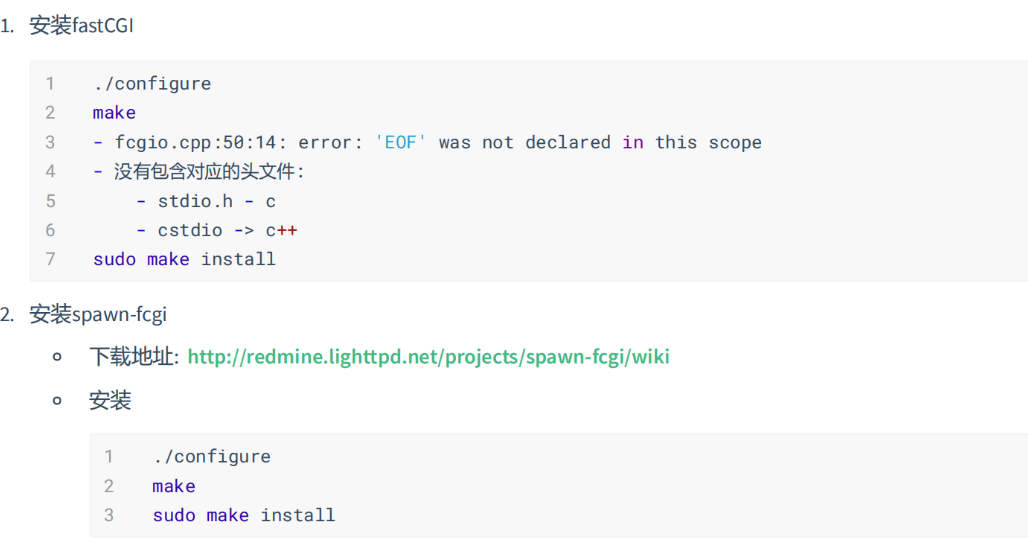 1. 安装fastCGI
1 ./configure
2 make
3 - fcgio.cpp:50:14: error: 'EOF' was not declared in this scope
4 - 没有包含对应的头文件:
5 - stdio.h - c
6 - cstdio -> c++
7 sudo make install
2. 安装spawn-fcgi
下载地址: http://redmine.lighttpd.net/projects/spawn-fcgi/wiki
安装
1 ./configure
2 make
3 sudo make install